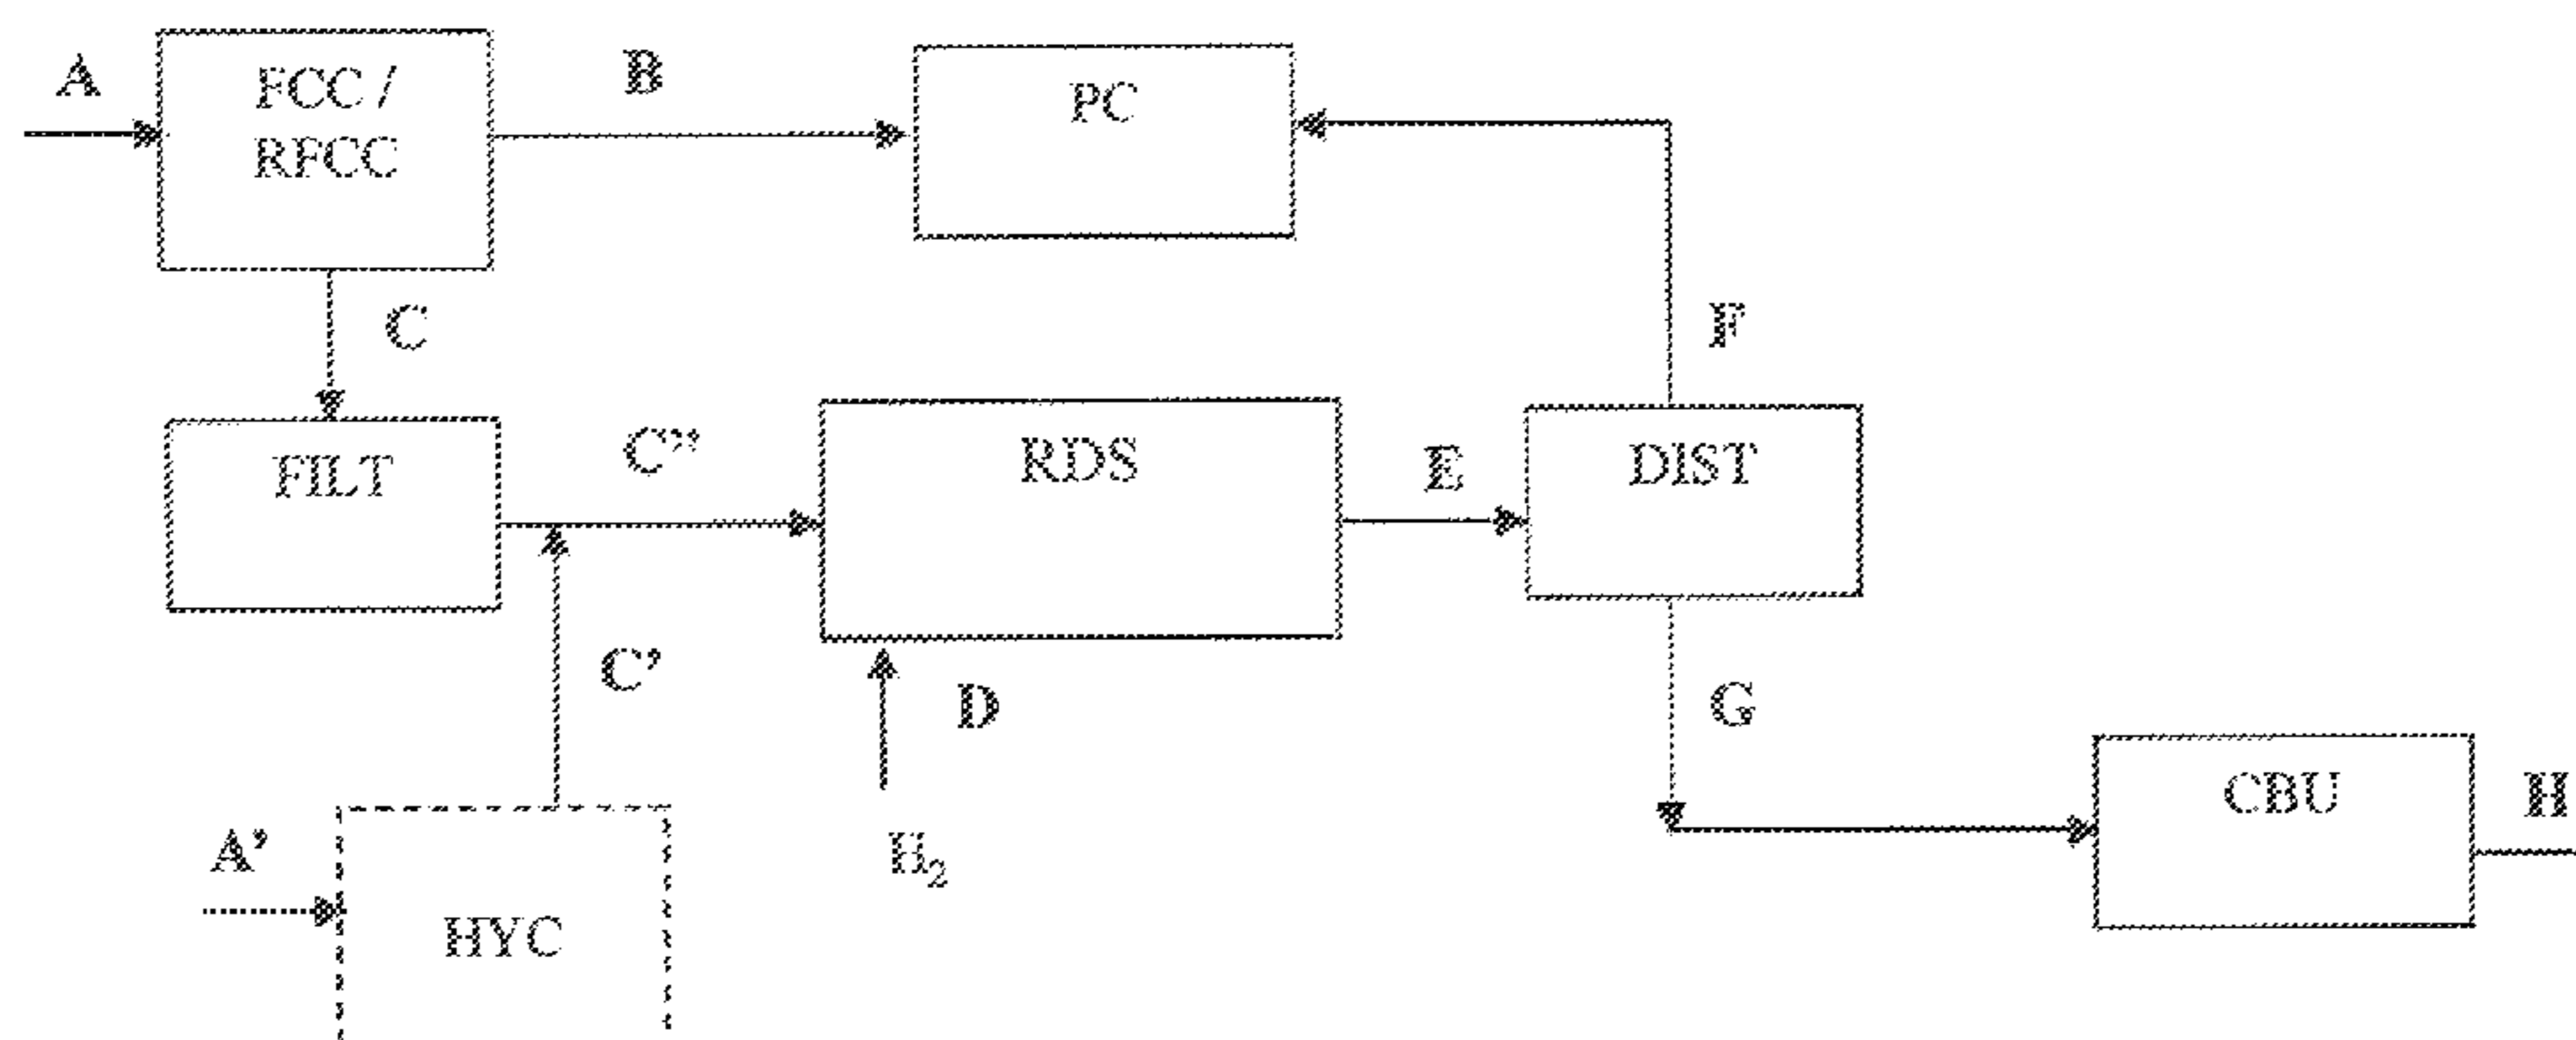 A
FCC /
RFCC
B
PC
C
F
FILT
C”
RDS
E
DIST
C’
D
G
H₂
A’
HYC
CBU
H